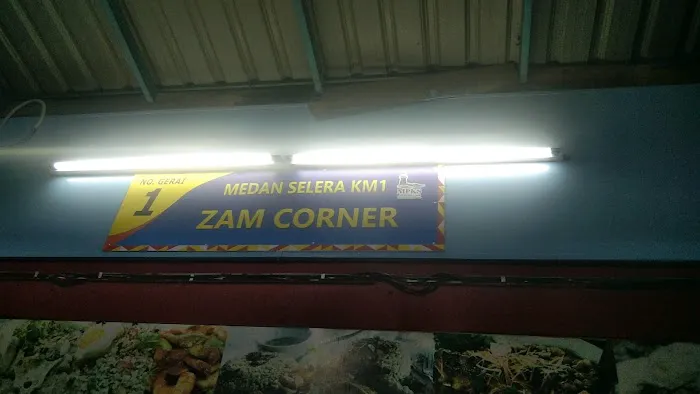 NO. GERAI
1
MEDAN SELERA KM1
ZAM CORNER